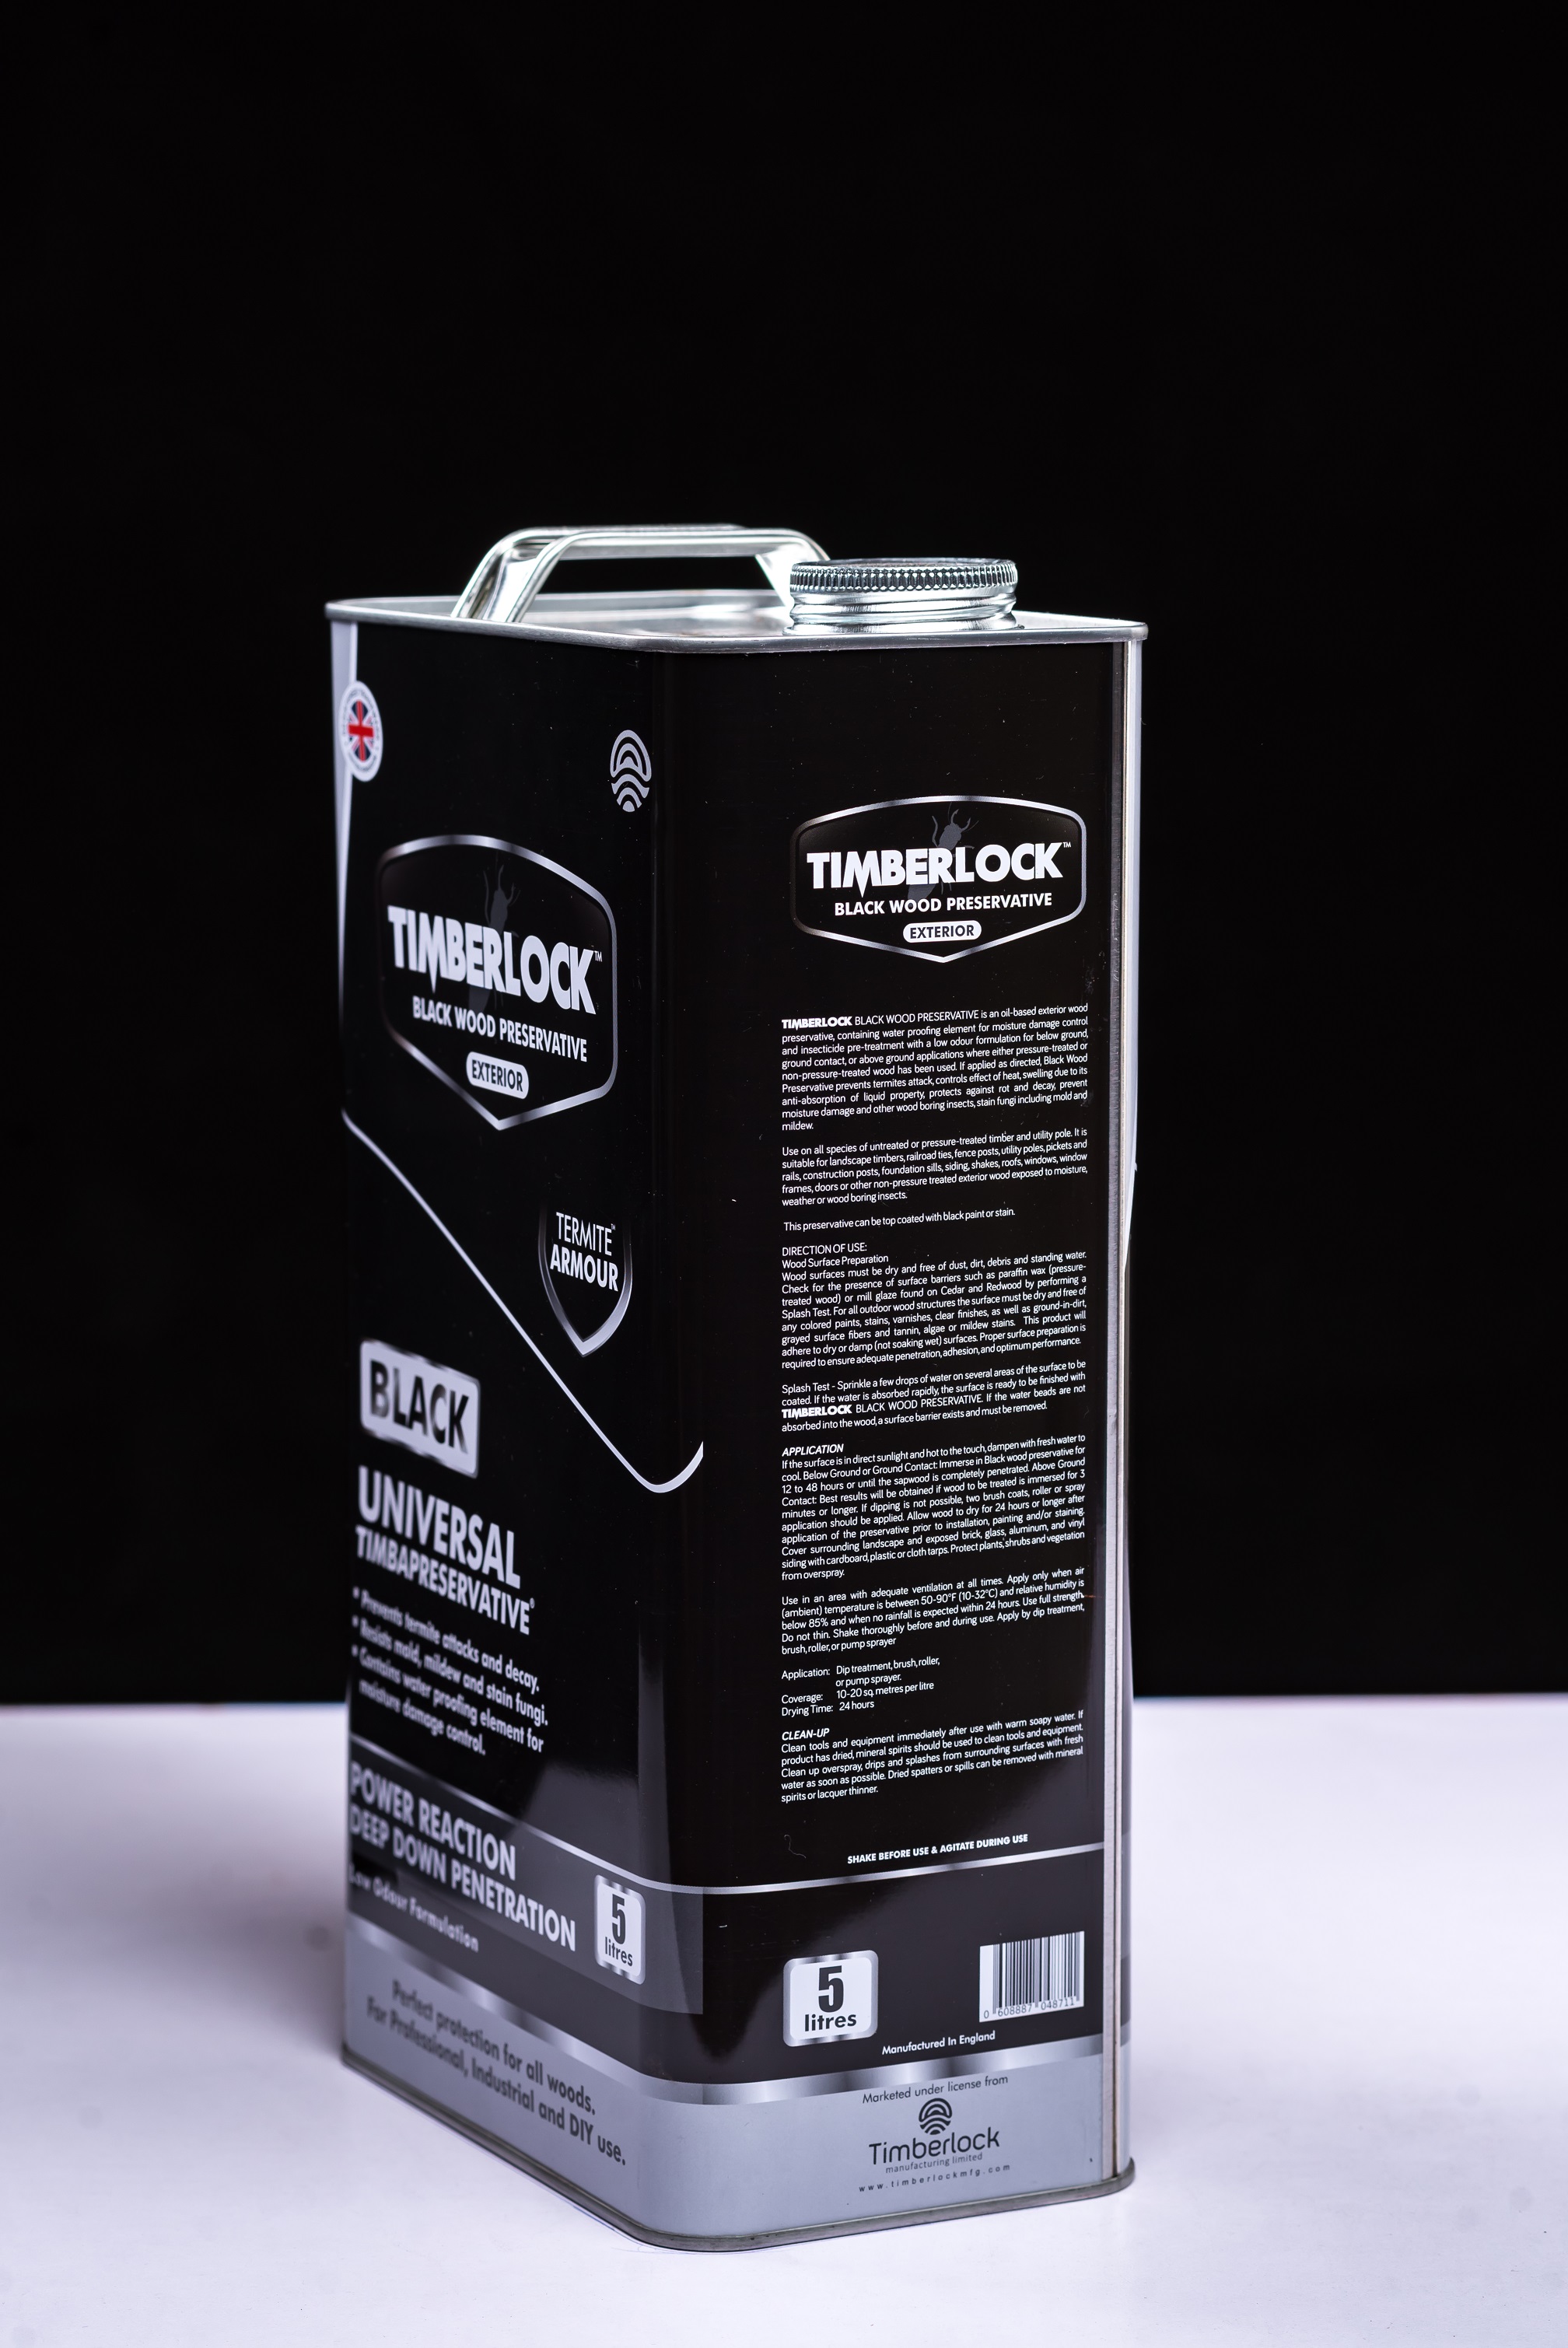 TIMBERLOCK™
BLACK WOOD PRESERVATIVE
EXTERIOR
TERMITE™
ARMOUR
BLACK
UNIVERSAL
TIMBAPRESERVATIVE®
* Prevents termite attacks and decay.
* Resists mold, mildew and stain fungi.
* Contains water proofing element for
moisture damage control.
POWER REACTION
DEEP DOWN PENETRATION
Low Odour Formulation
5
litres
Perfect protection for all woods.
For Professional, Industrial and DIY use.
TIMBERLOCK™
BLACK WOOD PRESERVATIVE
EXTERIOR
TIMBERLOCK BLACK WOOD PRESERVATIVE is an oil-based exterior wood
preservative, containing water proofing element for moisture damage control
and insecticide pre-treatment with a low odour formulation for below ground,
ground contact, or above ground applications where either pressure-treated or
non-pressure-treated wood has been used. If applied as directed, Black Wood
Preservative prevents termites attack, controls effect of heat, swelling due to its
anti-absorption of liquid property, protects against rot and decay, prevent
moisture damage and other wood boring insects, stain fungi including mold and
mildew.
Use on all species of untreated or pressure-treated timber and utility pole. It is
suitable for landscape timbers, railroad ties, fence posts, utility poles, pickets and
rails, construction posts, foundation sills, siding, shakes, roofs, windows, window
frames, doors or other non-pressure treated exterior wood exposed to moisture,
weather or wood boring insects.
This preservative can be top coated with black paint or stain.
DIRECTION OF USE:
Wood Surface Preparation
Wood surfaces must be dry and free of dust, dirt, debris and standing water.
Check for the presence of surface barriers such as paraffin wax (pressure-
treated wood) or mill glaze found on Cedar and Redwood by performing a
Splash Test. For all outdoor wood structures the surface must be dry and free of
any colored paints, stains, varnishes, clear finishes, as well as ground-in-dirt,
grayed surface fibers and tannin, algae or mildew stains. This product will
adhere to dry or damp (not soaking wet) surfaces. Proper surface preparation is
required to ensure adequate penetration, adhesion, and optimum performance.
Splash Test - Sprinkle a few drops of water on several areas of the surface to be
coated. If the water is absorbed rapidly, the surface is ready to be finished with
TIMBERLOCK BLACK WOOD PRESERVATIVE. If the water beads are not
absorbed into the wood, a surface barrier exists and must be removed.
APPLICATION
If the surface is in direct sunlight and hot to the touch, dampen with fresh water to
cool. Below Ground or Ground Contact: Immerse in Black wood preservative for
12 to 48 hours or until the sapwood is completely penetrated. Above Ground
Contact: Best results will be obtained if wood to be treated is immersed for 3
minutes or longer. If dipping is not possible, two brush coats, roller or spray
application should be applied. Allow wood to dry for 24 hours or longer after
application of the preservative prior to installation, painting and/or staining.
Cover surrounding landscape and exposed brick, glass, aluminum, and vinyl
siding with cardboard, plastic or cloth tarps. Protect plants, shrubs and vegetation
from overspray.
Use in an area with adequate ventilation at all times. Apply only when air
(ambient) temperature is between 50-90°F (10-32°C) and relative humidity is
below 85% and when no rainfall is expected within 24 hours. Use full strength.
Do not thin. Shake thoroughly before and during use. Apply by dip treatment,
brush, roller, or pump sprayer
Application: Dip treatment, brush, roller,
or pump sprayer.
Coverage: 10-20 sq. metres per litre
Drying Time: 24 hours
CLEAN-UP
Clean tools and equipment immediately after use with warm soapy water. If
product has dried, mineral spirits should be used to clean tools and equipment.
Clean up overspray, drips and splashes from surrounding surfaces with fresh
water as soon as possible. Dried spatters or spills can be removed with mineral
spirits or lacquer thinner.
SHAKE BEFORE USE & AGITATE DURING USE
5
litres
0 608887 048711
Manufactured In England
Marketed under license from
Timberlock
manufacturing limited
www.timberlockmfg.com